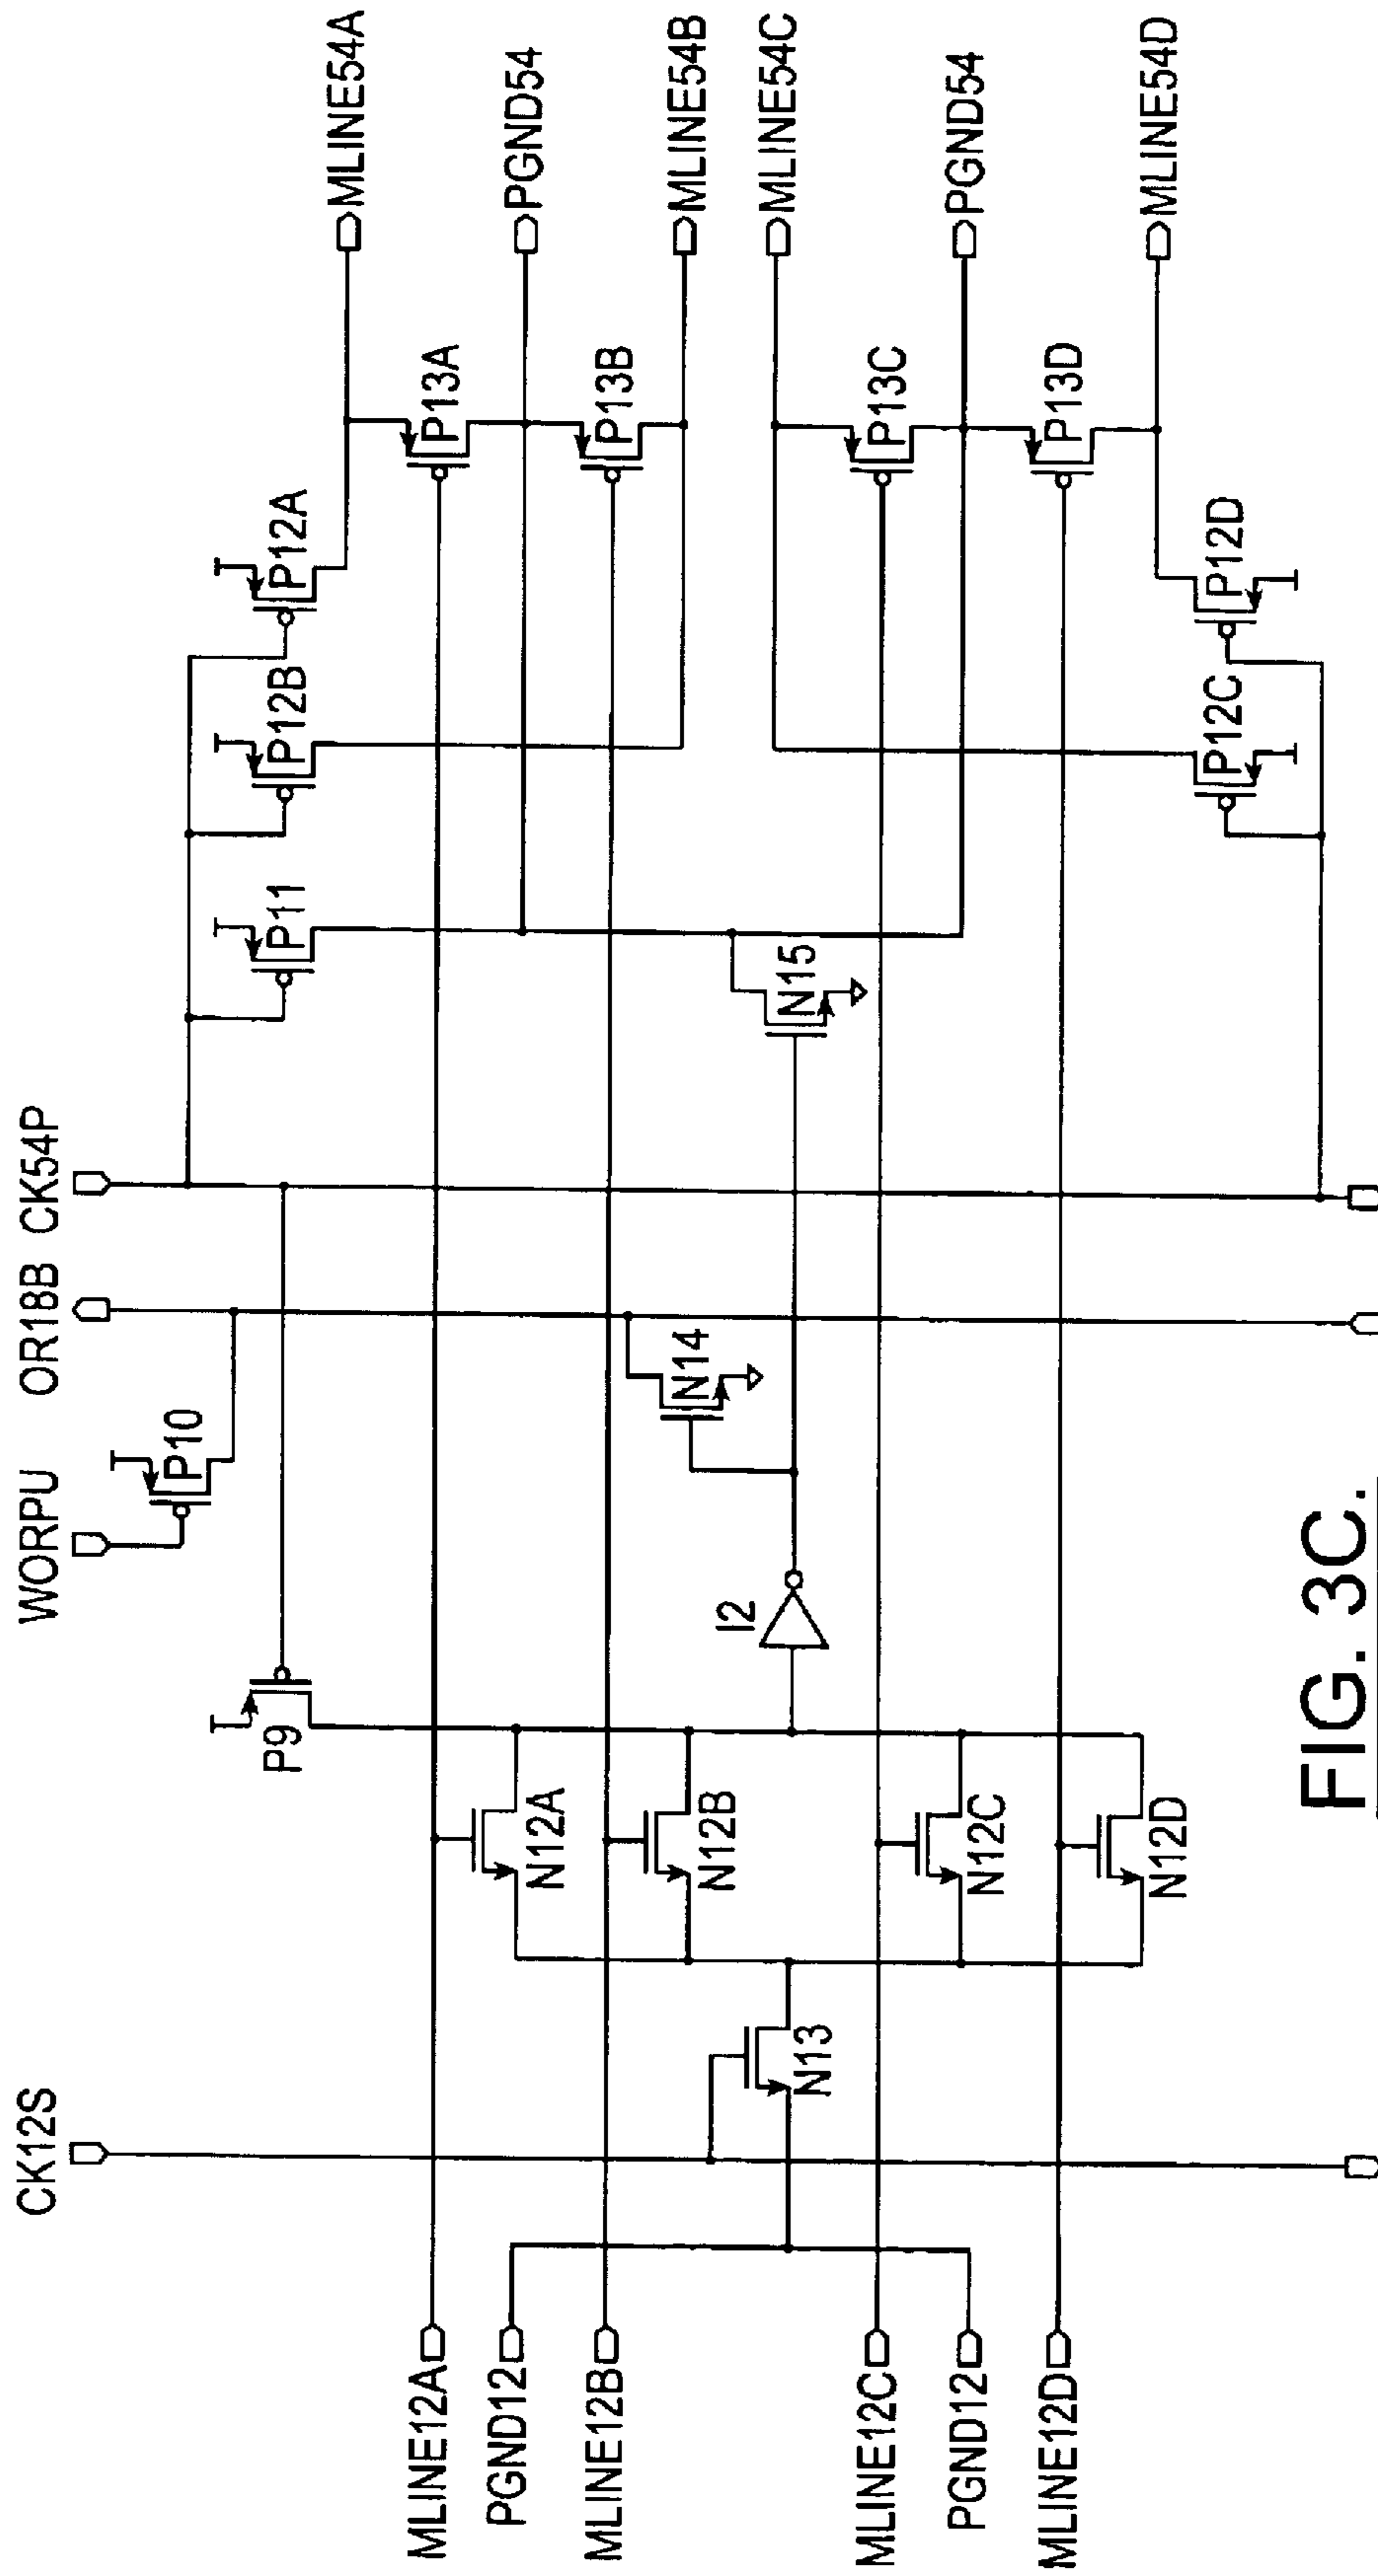 WORPU OR18B CK54P
CK12S
P10
P9
P11
P12B
P12A
MLINE54A
MLINE12A
P13A
PGND54
PGND12
N12A
P13B
MLINE12B
N12B
N14
MLINE54B
N13
I2
N15
MLINE54C
MLINE12C
P13C
N12C
PGND12
PGND54
P13D
MLINE12D
N12D
MLINE54D
P12C
P12D
FIG. 3C.